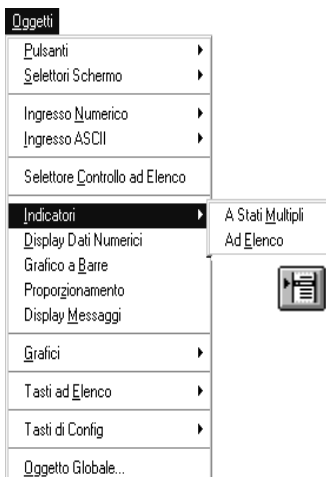 Oggetti
Pulsanti
Selettori Schermo
Ingresso Numerico
Ingresso ASCII
Selettore Controllo ad Elenco
Indicatori
A Stati Multipli
Display Dati Numerici
Ad Elenco
Grafico a Barre
Proporzionamento
Display Messaggi
Grafici
Tasti ad Elenco
Tasti di Config
Oggetto Globale...